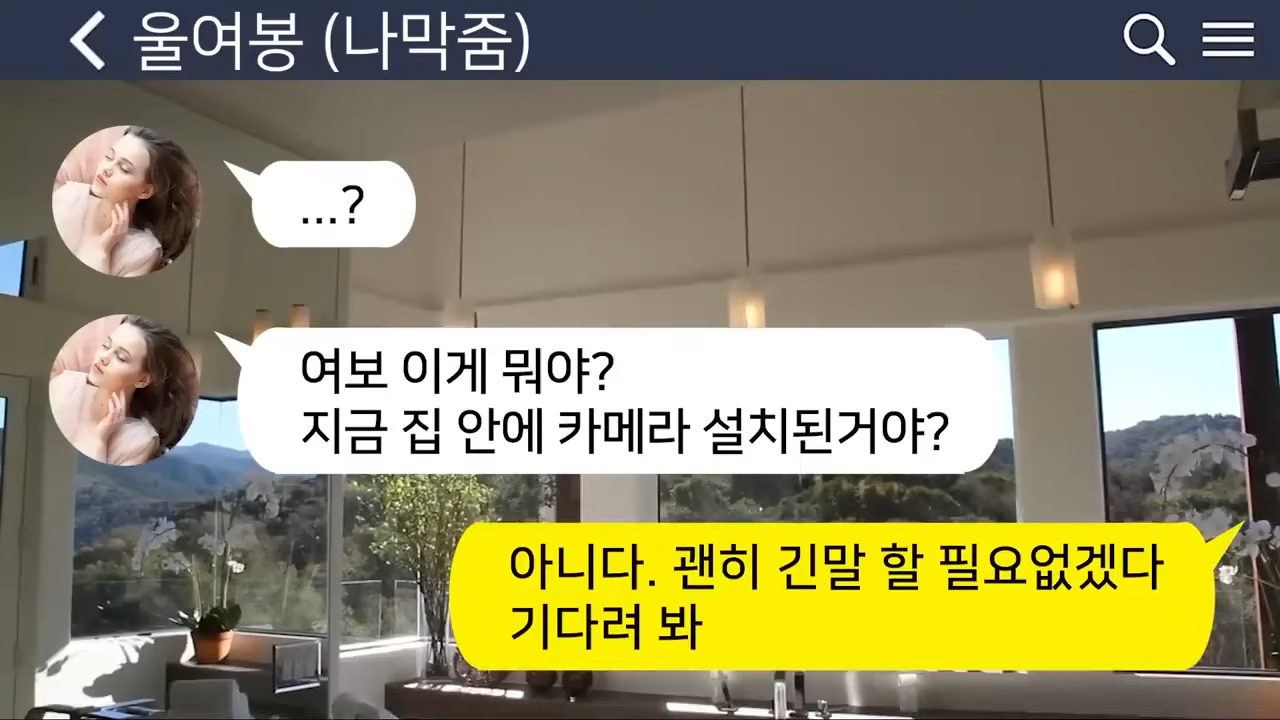 울여봉 (나막줌)
...?
여보 이게 뭐야?
지금 집 안에 카메라 설치된거야?
아니다. 괜히 긴말 할 필요없겠다
기다려 봐